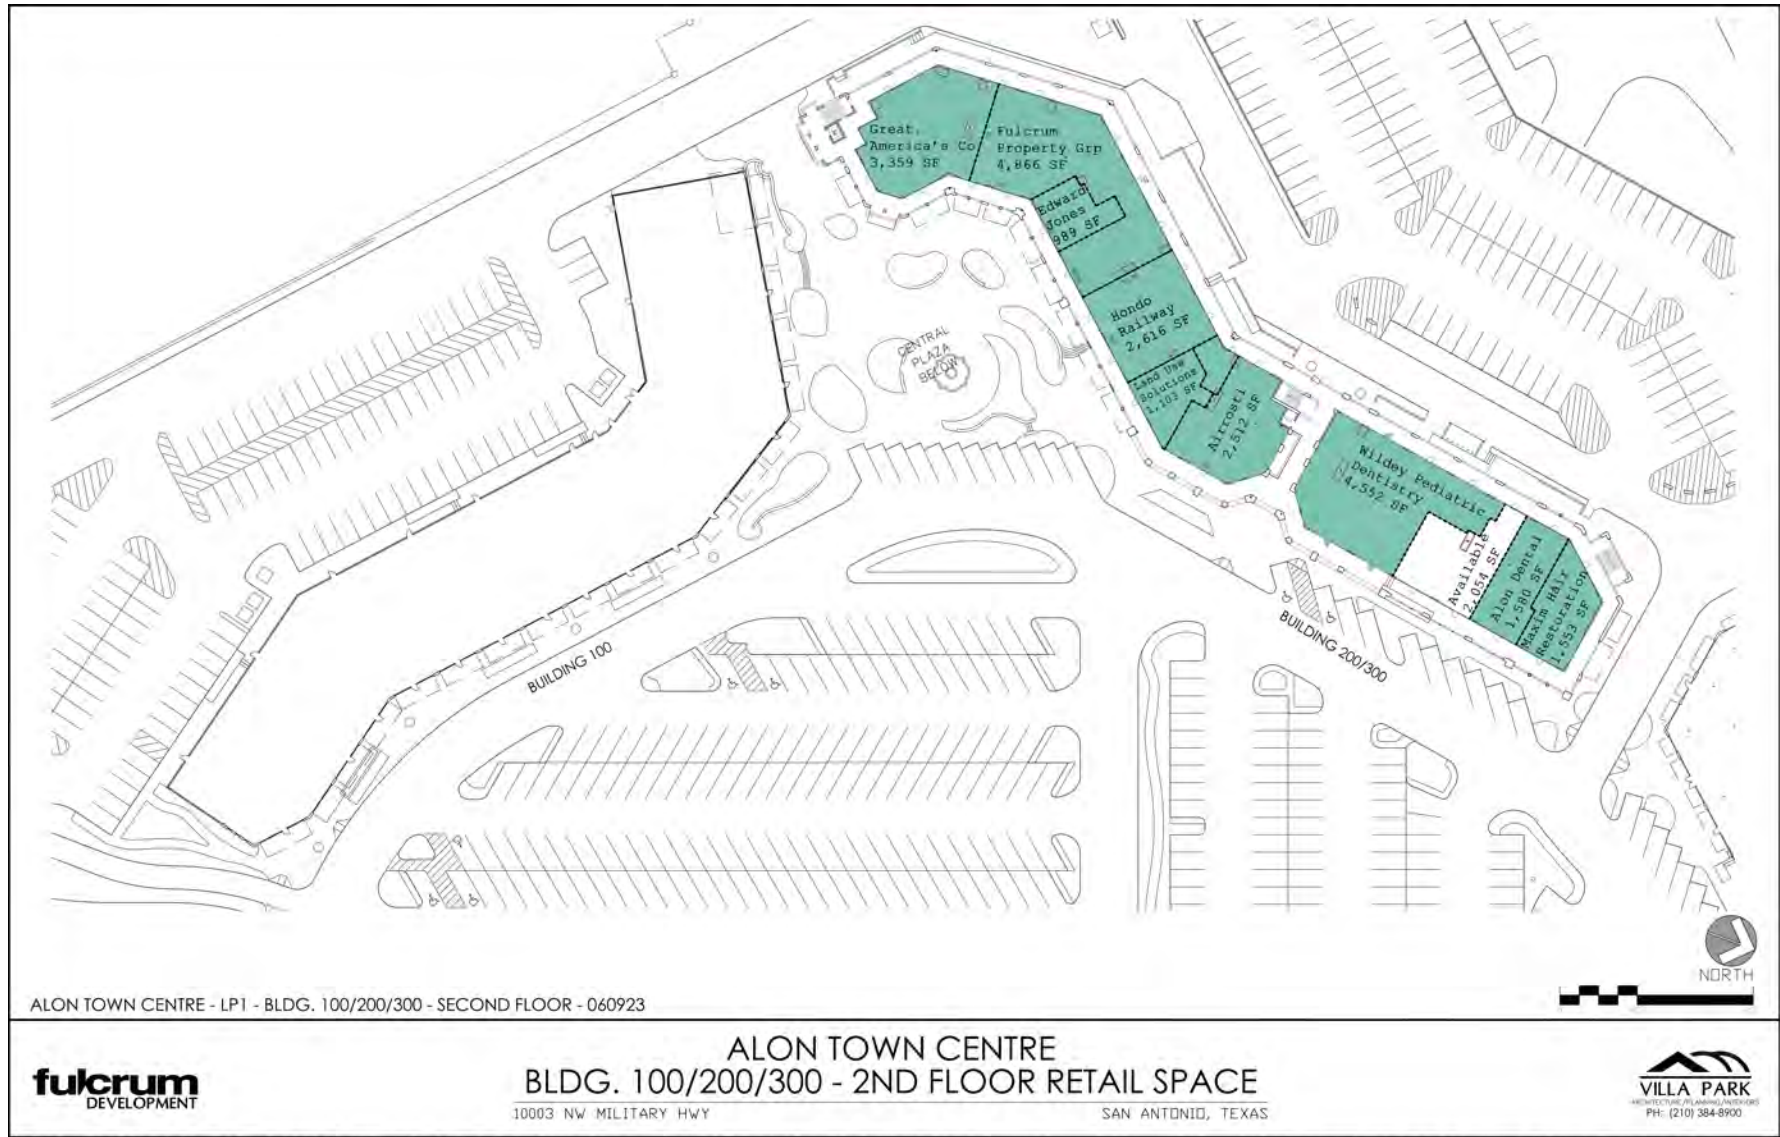 Great
America's Co
3,359 SF
Fulcrum
Property Grp
4,866 SF
Edward
Jones
989 SF
Hondo
Railway
2,616 SF
Land Use
Solutions
1,103 SF
Airrosti
2,512 SF
Wildey Pediatric
Dentistry
4,552 SF
Available
2,054 SF
Alon Dental
1,580 SF
Maxim Hair
Restoration
1,553 SF
CENTRAL
PLAZA
BELOW
BUILDING 100
BUILDING 200/300
NORTH
ALON TOWN CENTRE - LP1 - BLDG. 100/200/300 - SECOND FLOOR - 060923
fulcrum
DEVELOPMENT
ALON TOWN CENTRE
BLDG. 100/200/300 - 2ND FLOOR RETAIL SPACE
10003 NW MILITARY HWY
SAN ANTONIO, TEXAS
VILLA PARK
ARCHITECTURE/PLANNING/INTERIORS
PH: (210) 384-8900